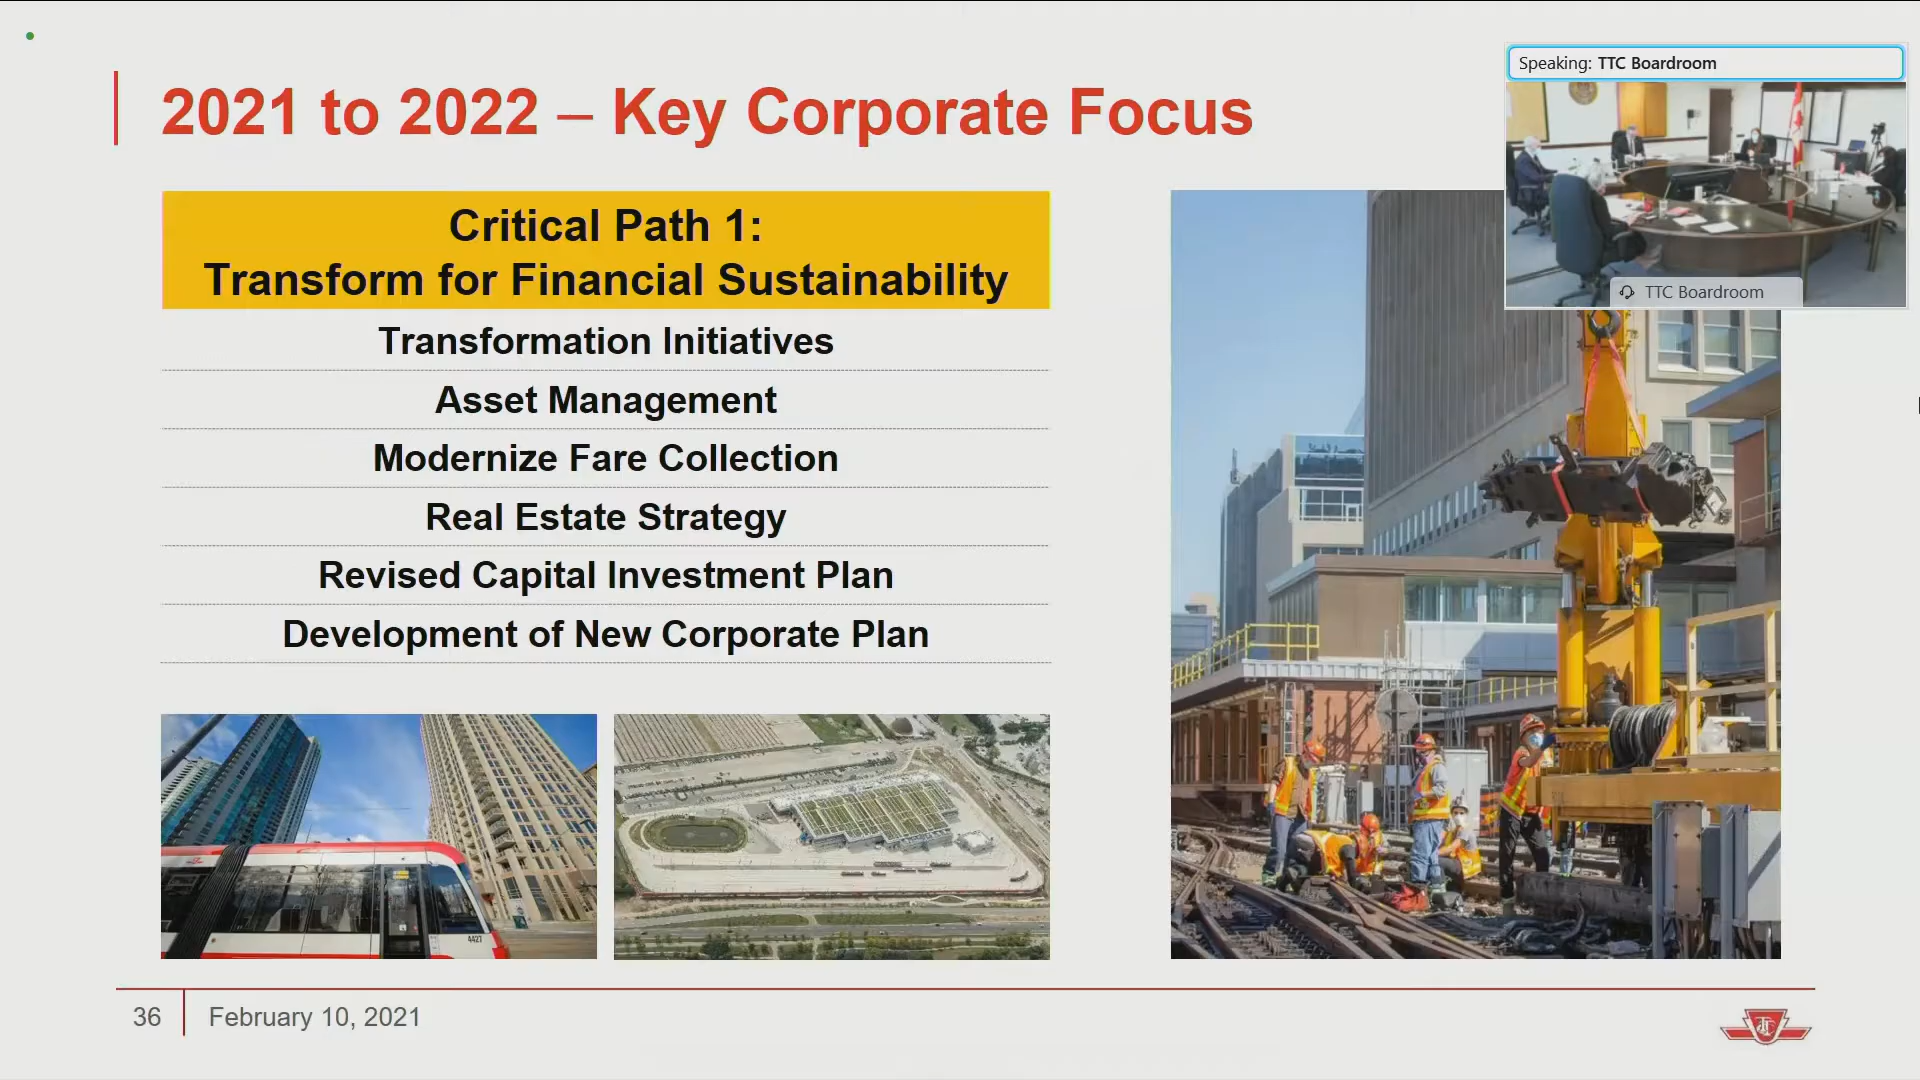 2021 to 2022 – Key Corporate Focus
Speaking: TTC Boardroom
TTC Boardroom
Critical Path 1:
Transform for Financial Sustainability
Transformation Initiatives
Asset Management
Modernize Fare Collection
Real Estate Strategy
Revised Capital Investment Plan
Development of New Corporate Plan
4427
36
February 10, 2021
TTC